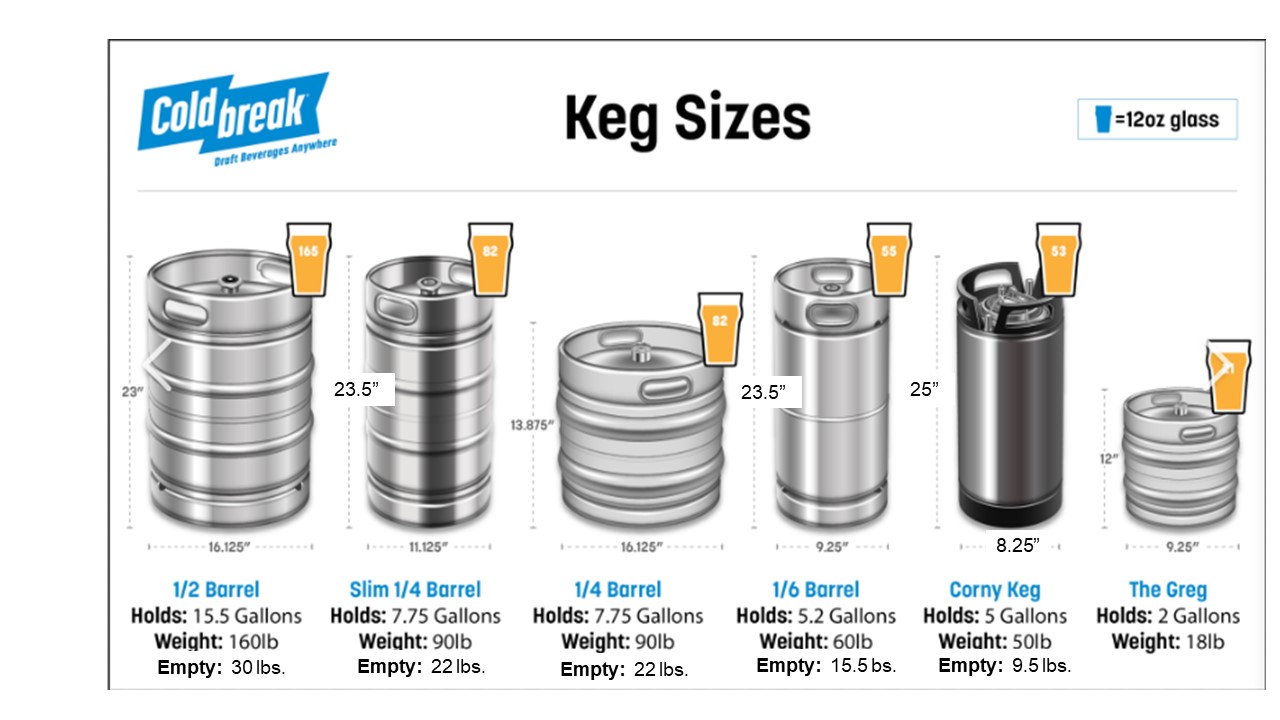 Cold break
Draft Beverages Anywhere
Keg Sizes
=12oz glass
165
82
82
55
53
23"
23.5”
13.875"
23.5”
25”
12"
16.125"
11.125"
16.125"
9.25"
8.25”
9.25"
1/2 Barrel
Holds: 15.5 Gallons
Weight: 160lb
Empty: 30 lbs.
Slim 1/4 Barrel
Holds: 7.75 Gallons
Weight: 90lb
Empty: 22 lbs.
1/4 Barrel
Holds: 7.75 Gallons
Weight: 90lb
Empty: 22 lbs.
1/6 Barrel
Holds: 5.2 Gallons
Weight: 60lb
Empty: 15.5 bs.
Corny Keg
Holds: 5 Gallons
Weight: 50lb
Empty: 9.5 lbs.
The Greg
Holds: 2 Gallons
Weight: 18lb